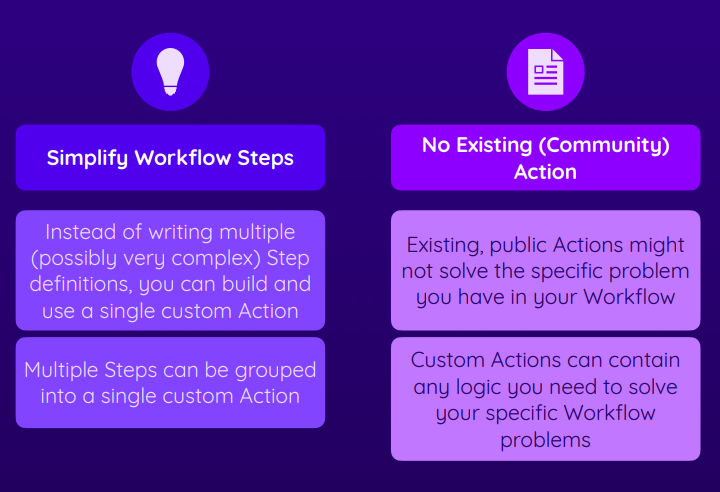 Simplify Workflow Steps
Instead of writing multiple
(possibly very complex) Step
definitions, you can build and
use a single custom Action
Multiple Steps can be grouped
into a single custom Action
No Existing (Community)
Action
Existing, public Actions might
not solve the specific problem
you have in your Workflow
Custom Actions can contain
any logic you need to solve
your specific Workflow
problems